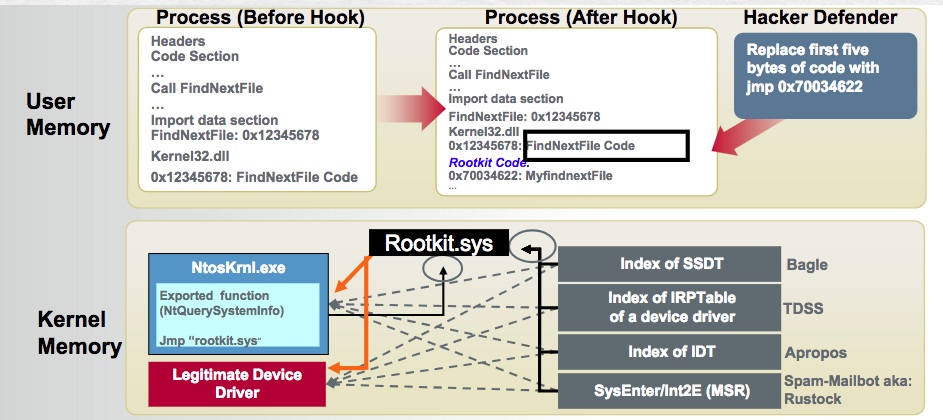 Process (Before Hook)
Process (After Hook)
Hacker Defender
User
Memory
Headers
Code Section
...
Call FindNextFile
...
Import data section
FindNextFile: 0x12345678
Kernel32.dll
0x12345678: FindNextFile Code
Headers
Code Section
...
Call FindNextFile
...
Import data section
FindNextFile: 0x12345678
Kernel32.dll
0x12345678: FindNextFile Code
Rootkit Code:
0x70034622: MyfindnextFile
...
Replace first five
bytes of code with
jmp 0x70034622
Kernel
Memory
Rootkit.sys
NtosKrnl.exe
Exported function
(NtQuerySystemInfo)
Jmp “rootkit.sys“
Legitimate Device
Driver
Index of SSDT
Bagle
Index of IRPTable
of a device driver
TDSS
Index of IDT
Apropos
SysEnter/Int2E (MSR)
Spam-Mailbot aka:
Rustock